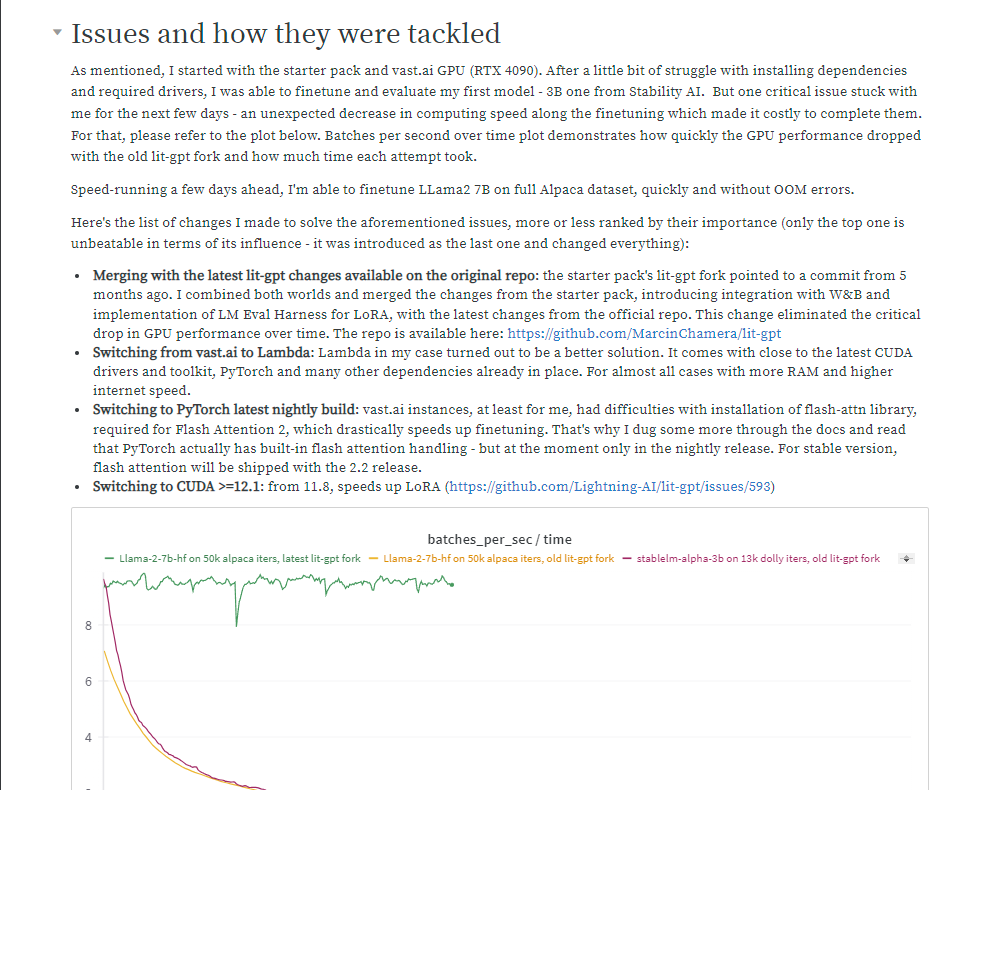 Issues and how they were tackled
As mentioned, I started with the starter pack and vast.ai GPU (RTX 4090). After a little bit of struggle with installing dependencies
and required drivers, I was able to finetune and evaluate my first model - 3B one from Stability AI.  But one critical issue stuck with
me for the next few days - an unexpected decrease in computing speed along the finetuning which made it costly to complete them.
For that, please refer to the plot below. Batches per second over time plot demonstrates how quickly the GPU performance dropped
with the old lit-gpt fork and how much time each attempt took.
Speed-running a few days ahead, I'm able to finetune LLama2 7B on full Alpaca dataset, quickly and without OOM errors.
Here's the list of changes I made to solve the aforementioned issues, more or less ranked by their importance (only the top one is
unbeatable in terms of its influence - it was introduced as the last one and changed everything):
• Merging with the latest lit-gpt changes available on the original repo: the starter pack's lit-gpt fork pointed to a commit from 5
months ago. I combined both worlds and merged the changes from the starter pack, introducing integration with W&B and
implementation of LM Eval Harness for LoRA, with the latest changes from the official repo. This change eliminated the critical
drop in GPU performance over time. The repo is available here: https://github.com/MarcinChamera/lit-gpt
• Switching from vast.ai to Lambda: Lambda in my case turned out to be a better solution. It comes with close to the latest CUDA
drivers and toolkit, PyTorch and many other dependencies already in place. For almost all cases with more RAM and higher
internet speed.
• Switching to PyTorch latest nightly build: vast.ai instances, at least for me, had difficulties with installation of flash-attn library,
required for Flash Attention 2, which drastically speeds up finetuning. That's why I dug some more through the docs and read
that PyTorch actually has built-in flash attention handling - but at the moment only in the nightly release. For stable version,
flash attention will be shipped with the 2.2 release.
• Switching to CUDA >=12.1: from 11.8, speeds up LoRA (https://github.com/Lightning-AI/lit-gpt/issues/593)
batches_per_sec / time
Llama-2-7b-hf on 50k alpaca iters, latest lit-gpt fork Llama-2-7b-hf on 50k alpaca iters, old lit-gpt fork stablelm-alpha-3b on 13k dolly iters, old lit-gpt fork
8
6
4